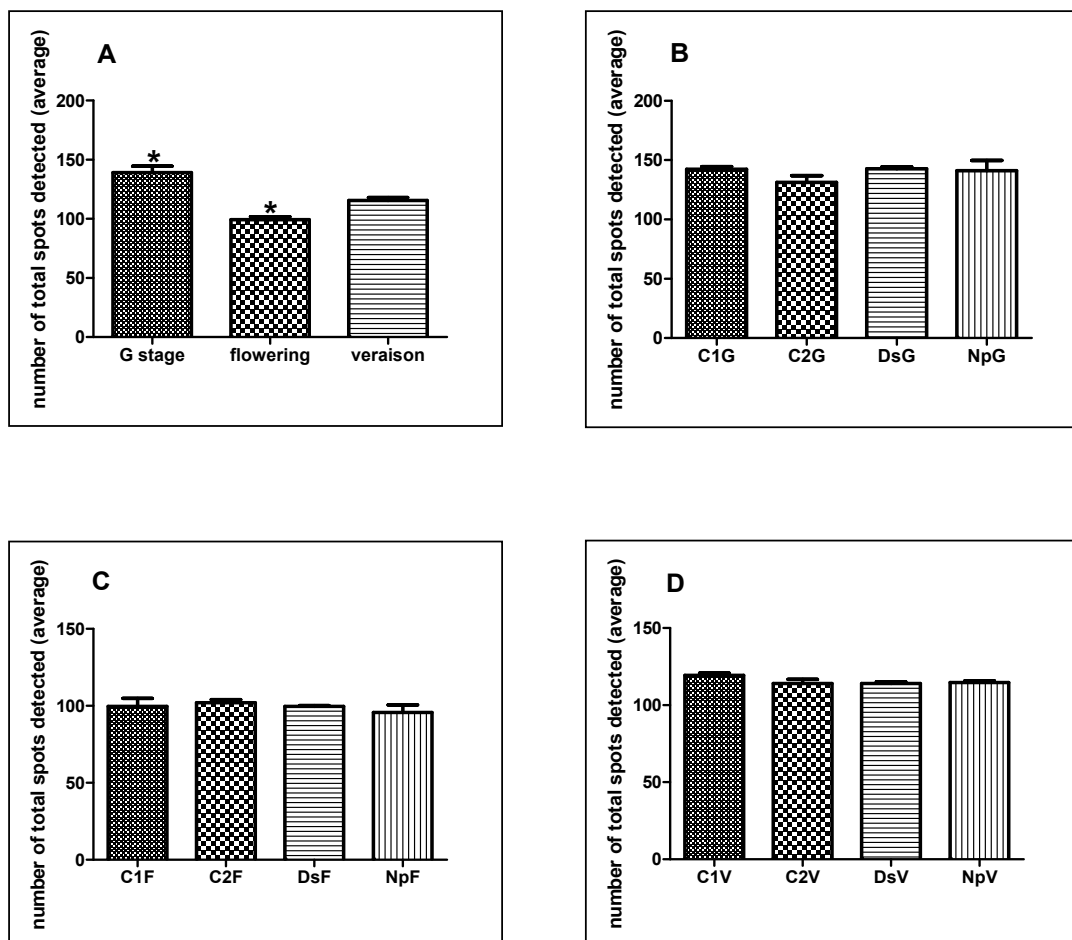 A
number of total spots detected (average)
200
150
100
50
0
*
*
G stage flowering veraison
B
number of total spots detected (average)
200
150
100
50
0
C1G C2G DsG NpG
C
number of total spots detected (average)
150
100
50
0
C1F C2F DsF NpF
D
number of total spots detected (average)
150
100
50
0
C1V C2V DsV NpV